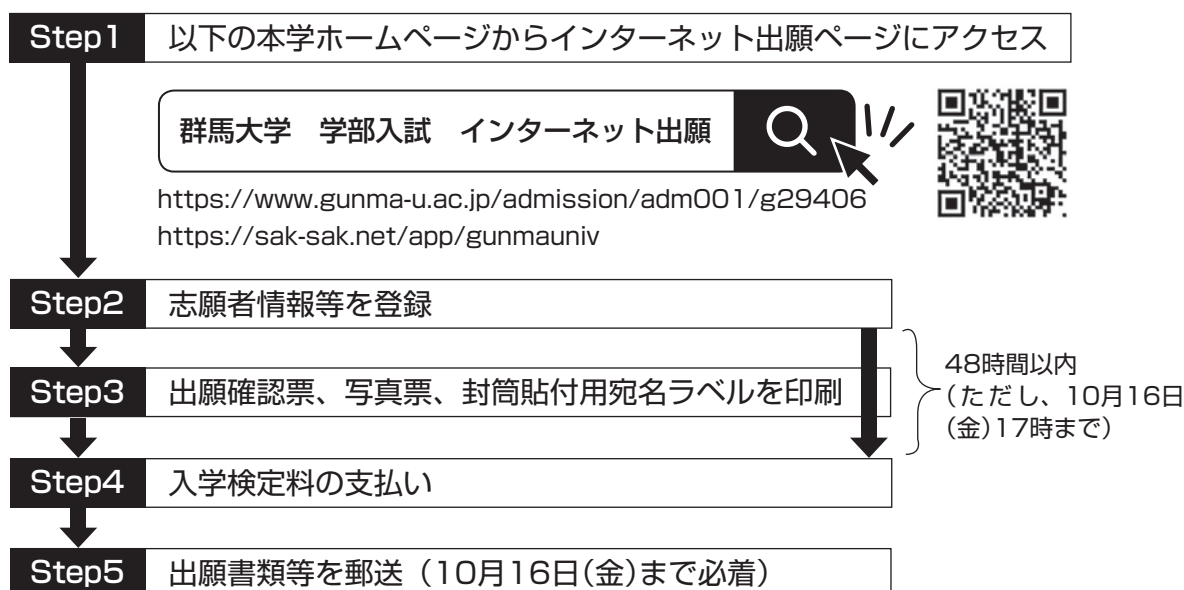 Step1 以下の本学ホームページからインターネット出願ページにアクセス
群馬大学 学部入試 インターネット出願
https://www.gunma-u.ac.jp/admission/adm001/g29406
https://sak-sak.net/app/gunmauniv
Step2 志願者情報等を登録
Step3 出願確認票、写真票、封筒貼付用宛名ラベルを印刷
48時間以内
(ただし、10月16日
(金)17時まで)
Step4 入学検定料の支払い
Step5 出願書類等を郵送(10月16日(金)まで必着)